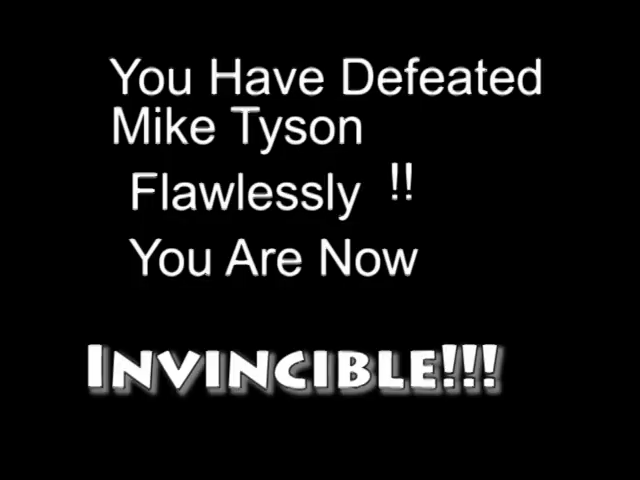 You Have Defeated
Mike Tyson
Flawlessly !!
You Are Now
INVINCIBLE!!!